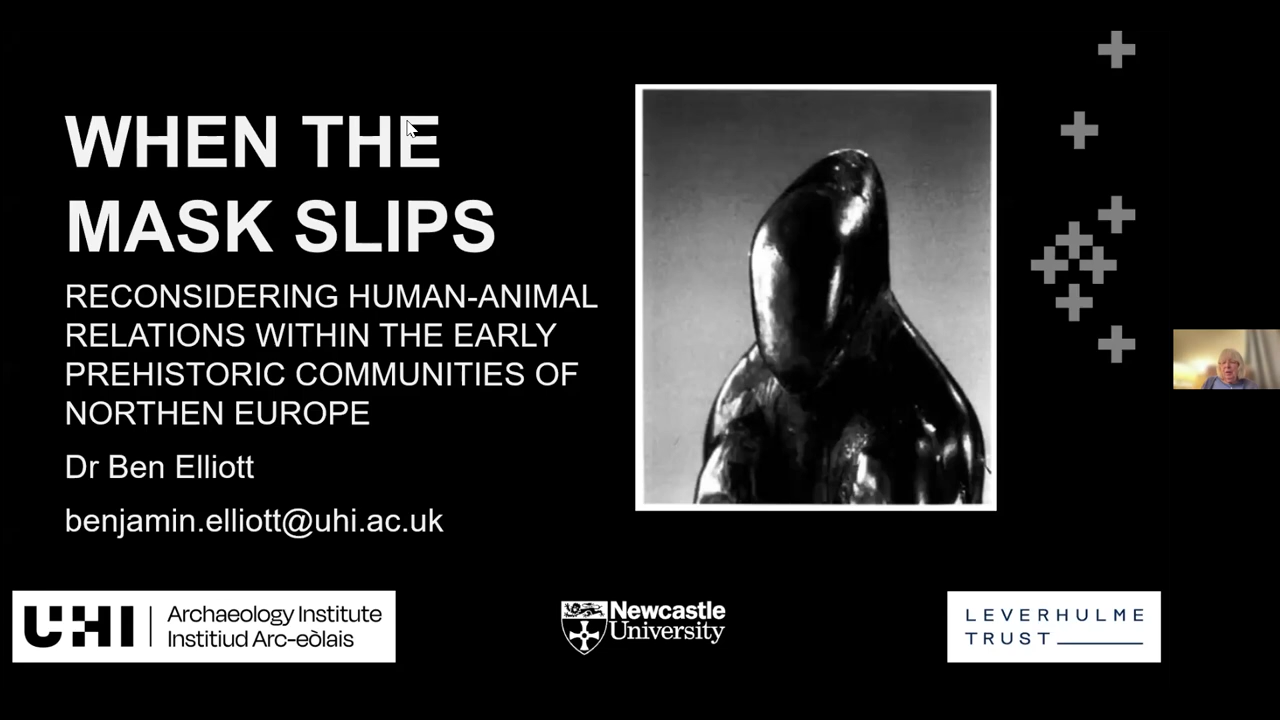 WHEN THE
MASK SLIPS
RECONSIDERING HUMAN-ANIMAL
RELATIONS WITHIN THE EARLY
PREHISTORIC COMMUNITIES OF
NORTHEN EUROPE
Dr Ben Elliott
benjamin.elliott@uhi.ac.uk
UHI
Archaeology Institute
Institiud Arc-eòlais
Newcastle
University
LEVERHULME
TRUST